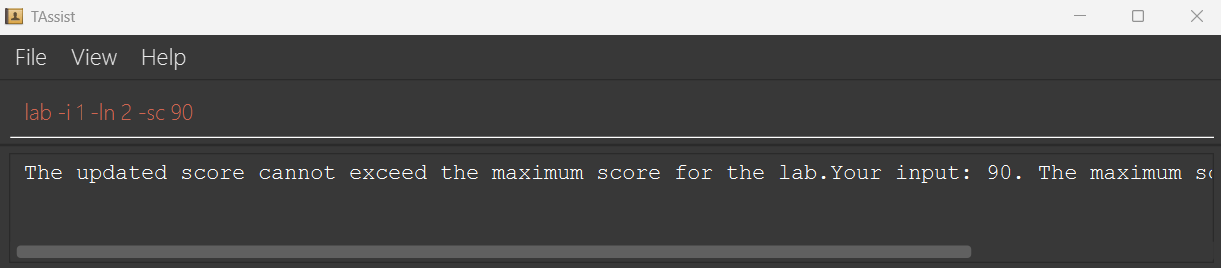 TAssist
File View Help
lab -i 1 -ln 2 -sc 90
The updated score cannot exceed the maximum score for the lab.Your input: 90. The maximum